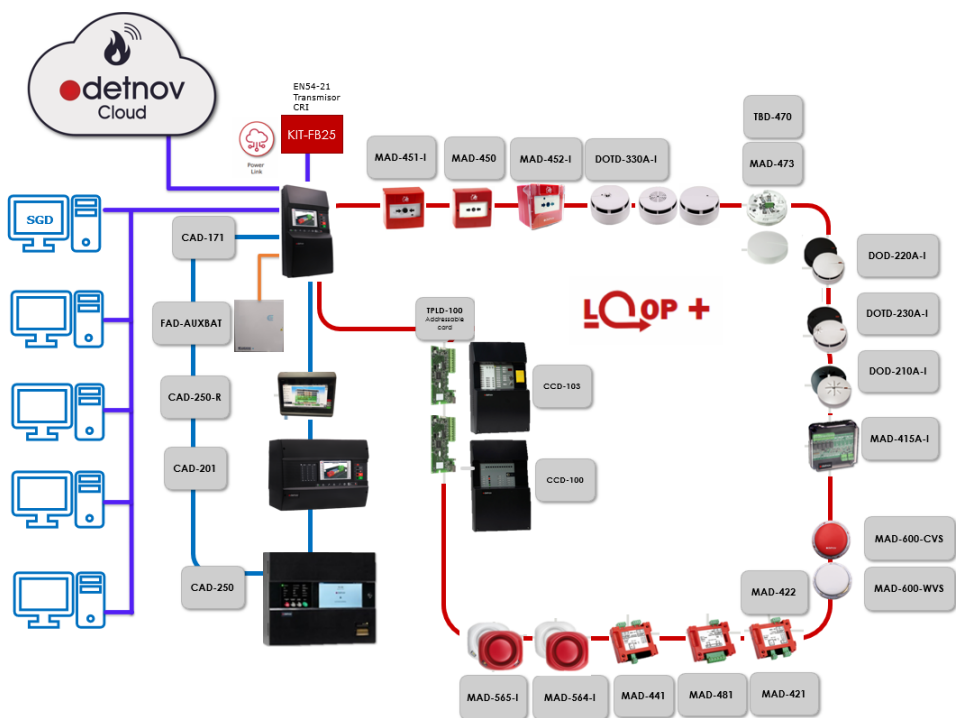 detnov
Cloud
EN54-21
Transmisor
CRI
KIT-FB25
Power
Link
TBD-470
MAD-451-I
MAD-450
MAD-452-I
DOTD-330A-I
MAD-473
SGD
CAD-171
DOD-220A-I
FAD-AUXBAT
TPLD-100
Addressable
card
LOOP +
DOTD-230A-I
DOD-210A-I
CCD-103
CAD-250-R
MAD-415A-I
CAD-201
CCD-100
MAD-600-CVS
CAD-250
MAD-422
MAD-600-WVS
MAD-565-I
MAD-564-I
MAD-441
MAD-481
MAD-421